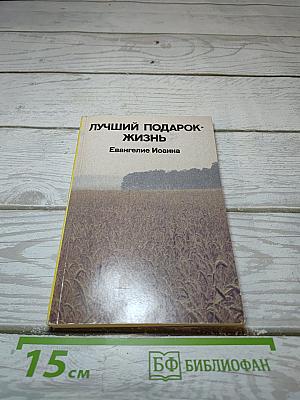 ЛУЧШИЙ ПОДАРОК-
ЖИЗНЬ
Евангелие Иоанна
15 см
БФ БИБЛИОФАН